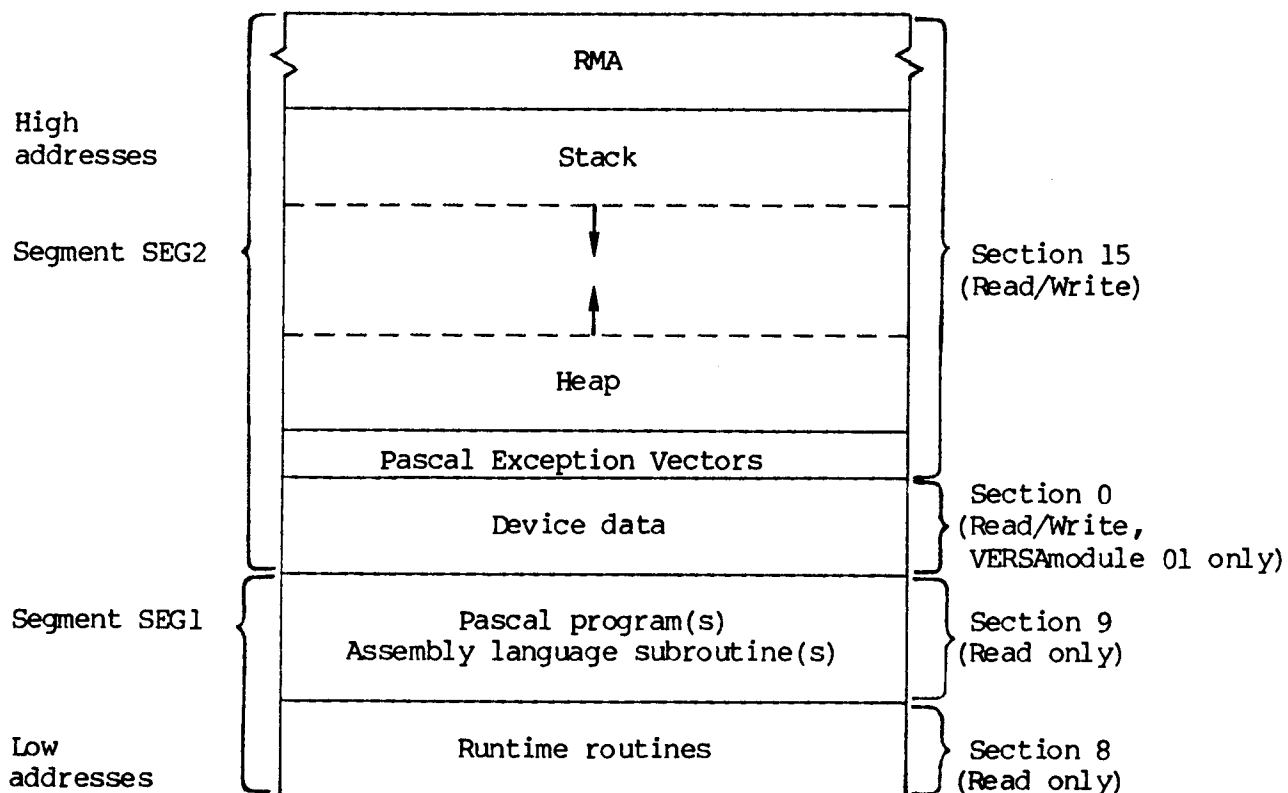 RMA
High
addresses
Stack
Segment SEG2
Section 15
(Read/Write)
Heap
Pascal Exception Vectors
Section 0
(Read/Write,
VERSAmodule 01 only)
Device data
Segment SEG1
Pascal program(s)
Assembly language subroutine(s)
Section 9
(Read only)
Low
addresses
Runtime routines
Section 8
(Read only)